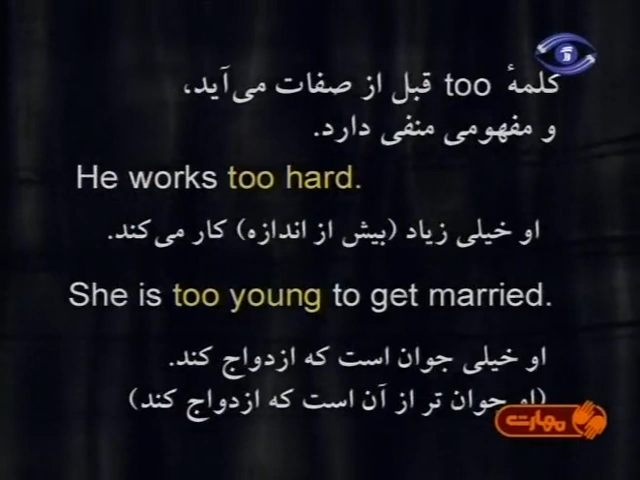 کلمهٔ too قبل از صفات می‌آید،
و مفهومی منفی دارد.
He works too hard.
او خیلی زیاد (بیش از اندازه) کار می‌کند.
She is too young to get married.
او خیلی جوان است که ازدواج کند.
(او جوان تر از آن است که ازدواج کند)
مهارت